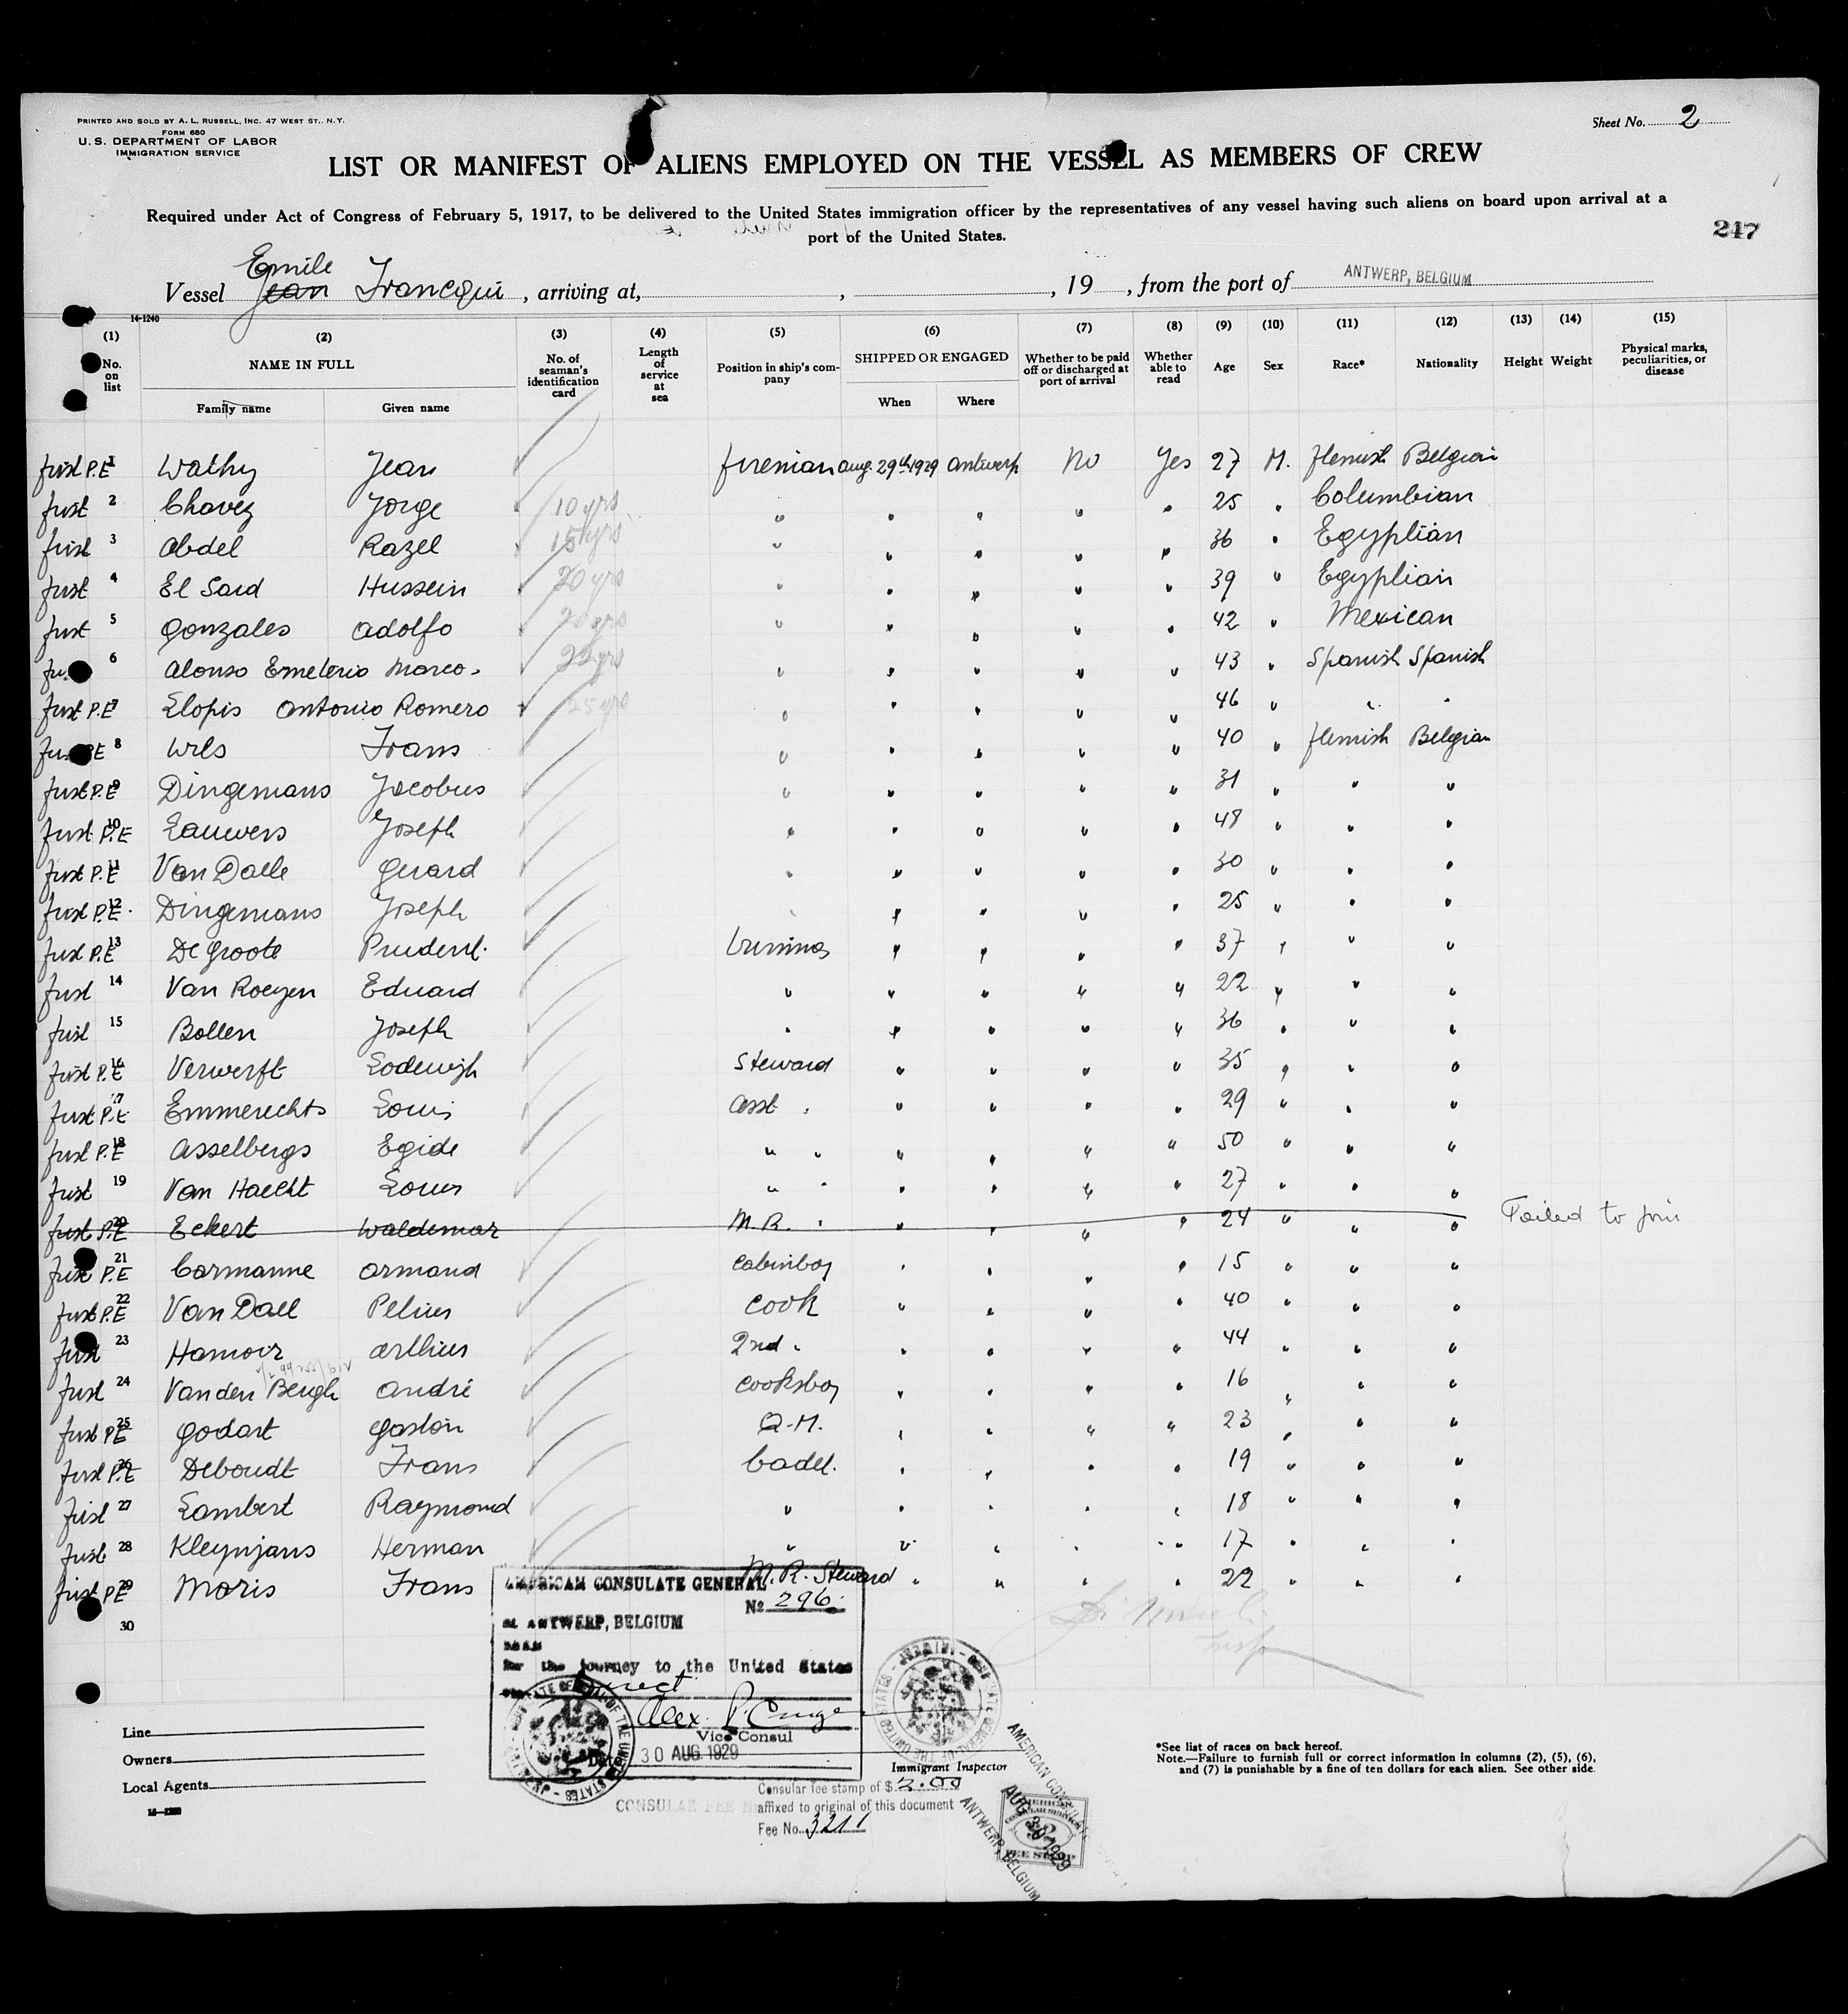 PRINTED AND SOLD BY A. L. RUSSELL, INC. 47 WEST ST., N.Y.
FORM 680
U. S. DEPARTMENT OF LABOR
IMMIGRATION SERVICE
Sheet No. 2
LIST OR MANIFEST OF ALIENS EMPLOYED ON THE VESSEL AS MEMBERS OF CREW
Required under Act of Congress of February 5, 1917, to be delivered to the United States immigration officer by the representatives of any vessel having such aliens on board upon arrival at a
port of the United States.
247
Emile
Vessel Jean Francqui, arriving at, , , 19 , from the port of ANTWERP, BELGIUM
14-1240
(1) (2) (3) (4) (5) (6) (7) (8) (9) (10) (11) (12) (13) (14) (15)
No. on list NAME IN FULL Family name Given name No. of seaman's identification card Length of service at sea Position in ship's company SHIPPED OR ENGAGED When Where Whether to be paid off or discharged at port of arrival Whether able to read Age Sex Race* Nationality Height Weight Physical marks, peculiarities, or disease
first P.E 1 Wathy Jean fireman aug. 29th 1929 Antwerp No Yes 27 M. flemish Belgian
first 2 Chavez Jorge 10 yrs " " " " " 25 " Columbian
first 3 Abdel Razel 15 yrs " " " " " 36 " Egyptian
first 4 El Said Hussein 20 yrs " " " " " 39 " Egyptian
first 5 Gonzales Adolfo 20 yrs " " " " " 42 " Mexican
6 Alonso Emeterio Marco 22 yrs " " " " " 43 " Spanish Spanish
first P.E 7 Llopis Antonio Romero 25 yrs " " " " " 46 " " "
8 Wils Frans " " " " " 40 " flemish Belgian
first P.E 9 Dingemans Jacobus " " " " " 31 " " "
first P.E 10 Lauwers Joseph " " " " " 48 " " "
first P.E 11 Van Dalle Gerard " " " " " 30 " " "
first P.E. 12 Dingemans Joseph " " " " " 25 " " "
first P.E 13 De Groote Prudent. Trimmer " " " " 37 " " "
first 14 Van Roeyen Eduard " " " " " 22 " " "
first 15 Bollen Joseph " " " " " 36 " " "
first P.E 16 Verwerft Lodewijk Steward " " " " 35 " " "
first P.E 17 Emmerechts Louis Asst " " " " " 29 " " "
first P.E 18 Asselbergs Egide " " " " " " 50 " " "
first 19 Van Haecht Louis " " " " " " 27 " " "
first P.E 20 Eckert Waldemar M.R. " " " " " 24 " " " Failed to join
first P.E 21 Carmanne Armand cabinboy " " " " 15 " " "
first P.E 22 Van Dael Petrus cook " " " " 40 " " "
first 23 Hamoir Arthur 2nd " " " " " 44 " " "
first 24 Van den Bergh André cooksboy " " " " 16 " " "
first P.E 25 Godart Gaston Q.M. " " " " 23 " " "
first P.E 26 Deboudt Frans Cadet. " " " " 19 " " "
first 27 Lambert Raymond " " " " " 18 " " "
first 28 Kleynjans Herman " " " " " 17 " " "
first P.E 29 Moris Frans M.R. Steward " " " " 22 " " "
30
AMERICAN CONSULATE GENERAL
No 296
at ANTWERP, BELGIUM
SEEN
for the journey to the United States
direct
Alex. P.
Vice Consul
Date 30 AUG 1929
Immigrant Inspector
Line
Owners
Local Agents
Consular fee stamp of $ 2.00
affixed to original of this document
Fee No. 3211
AMERICAN CONSULATE
AUG 30 1929
ANTWERP, BELGIUM
AMERICAN
CONSULAR SERVICE
FEE STAMP
*See list of races on back hereof.
Note.—Failure to furnish full or correct information in columns (2), (5), (6),
and (7) is punishable by a fine of ten dollars for each alien. See other side.